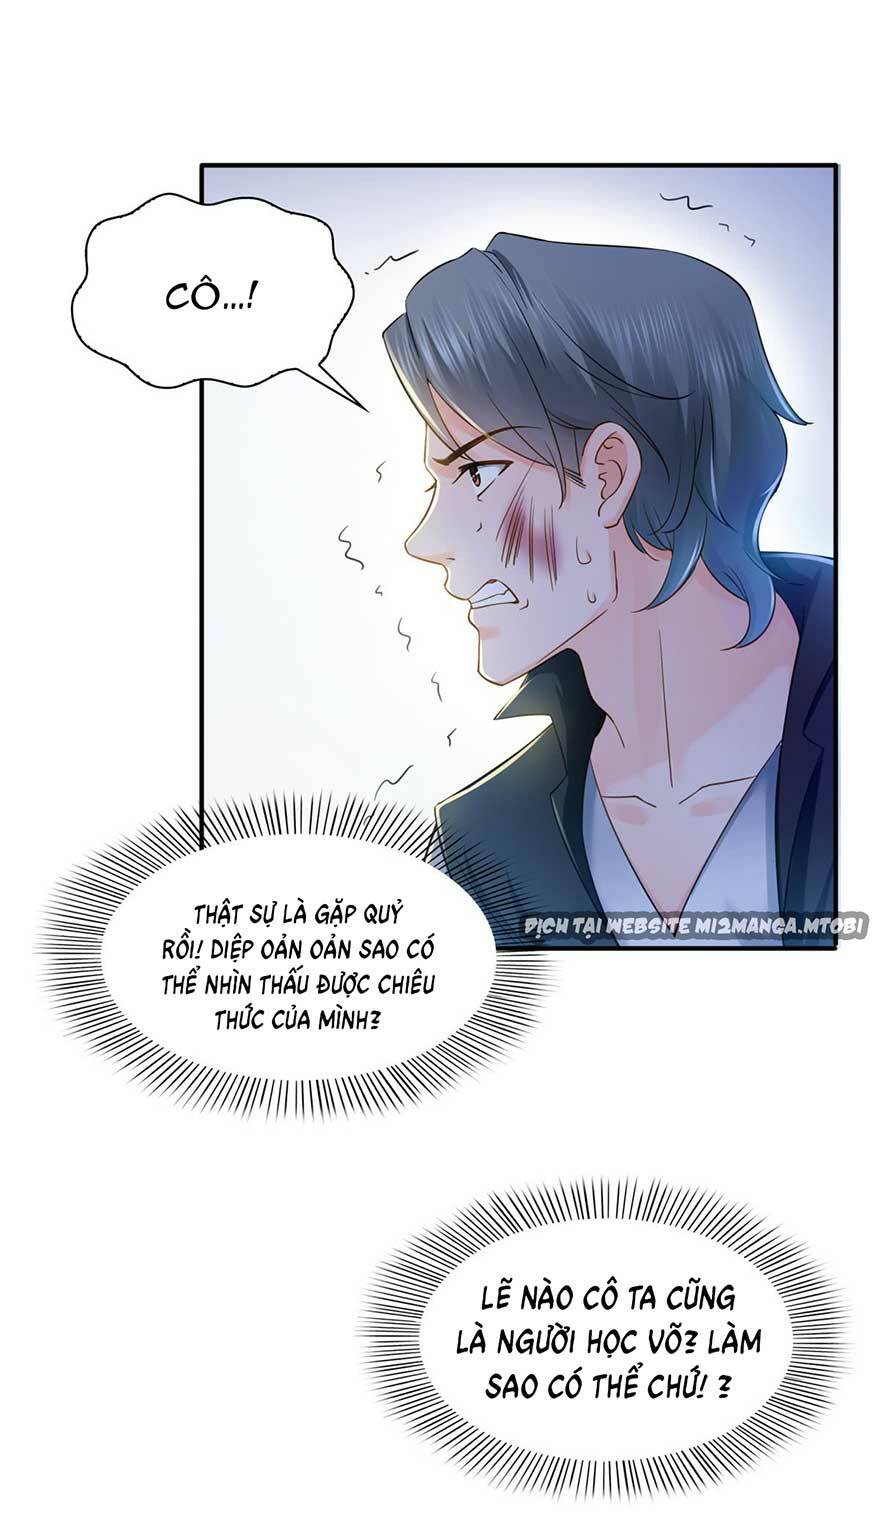 CÔ...!
THẬT SỰ LÀ GẶP QUỶ
RỒI! DIỆP OẢN OẢN SAO CÓ
THỂ NHÌN THẤU ĐƯỢC CHIÊU
THỨC CỦA MÌNH?
DỊCH TẠI WEBSITE MI2MANGA.MTOBI
LẼ NÀO CÔ TA CŨNG
LÀ NGƯỜI HỌC VÕ? LÀM
SAO CÓ THỂ CHỨ! ?